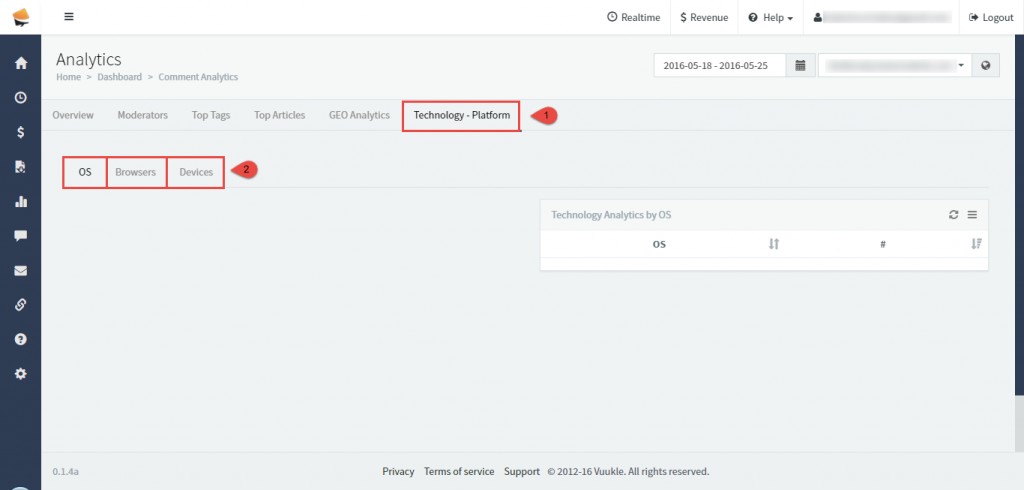 Realtime $ Revenue Help Logout
Analytics
Home > Dashboard > Comment Analytics
2016-05-18 - 2016-05-25
Overview Moderators Top Tags Top Articles GEO Analytics Technology - Platform 1
OS Browsers Devices 2
Technology Analytics by OS
OS #
0.1.4a Privacy Terms of service Support © 2012-16 Vuukle. All rights reserved.